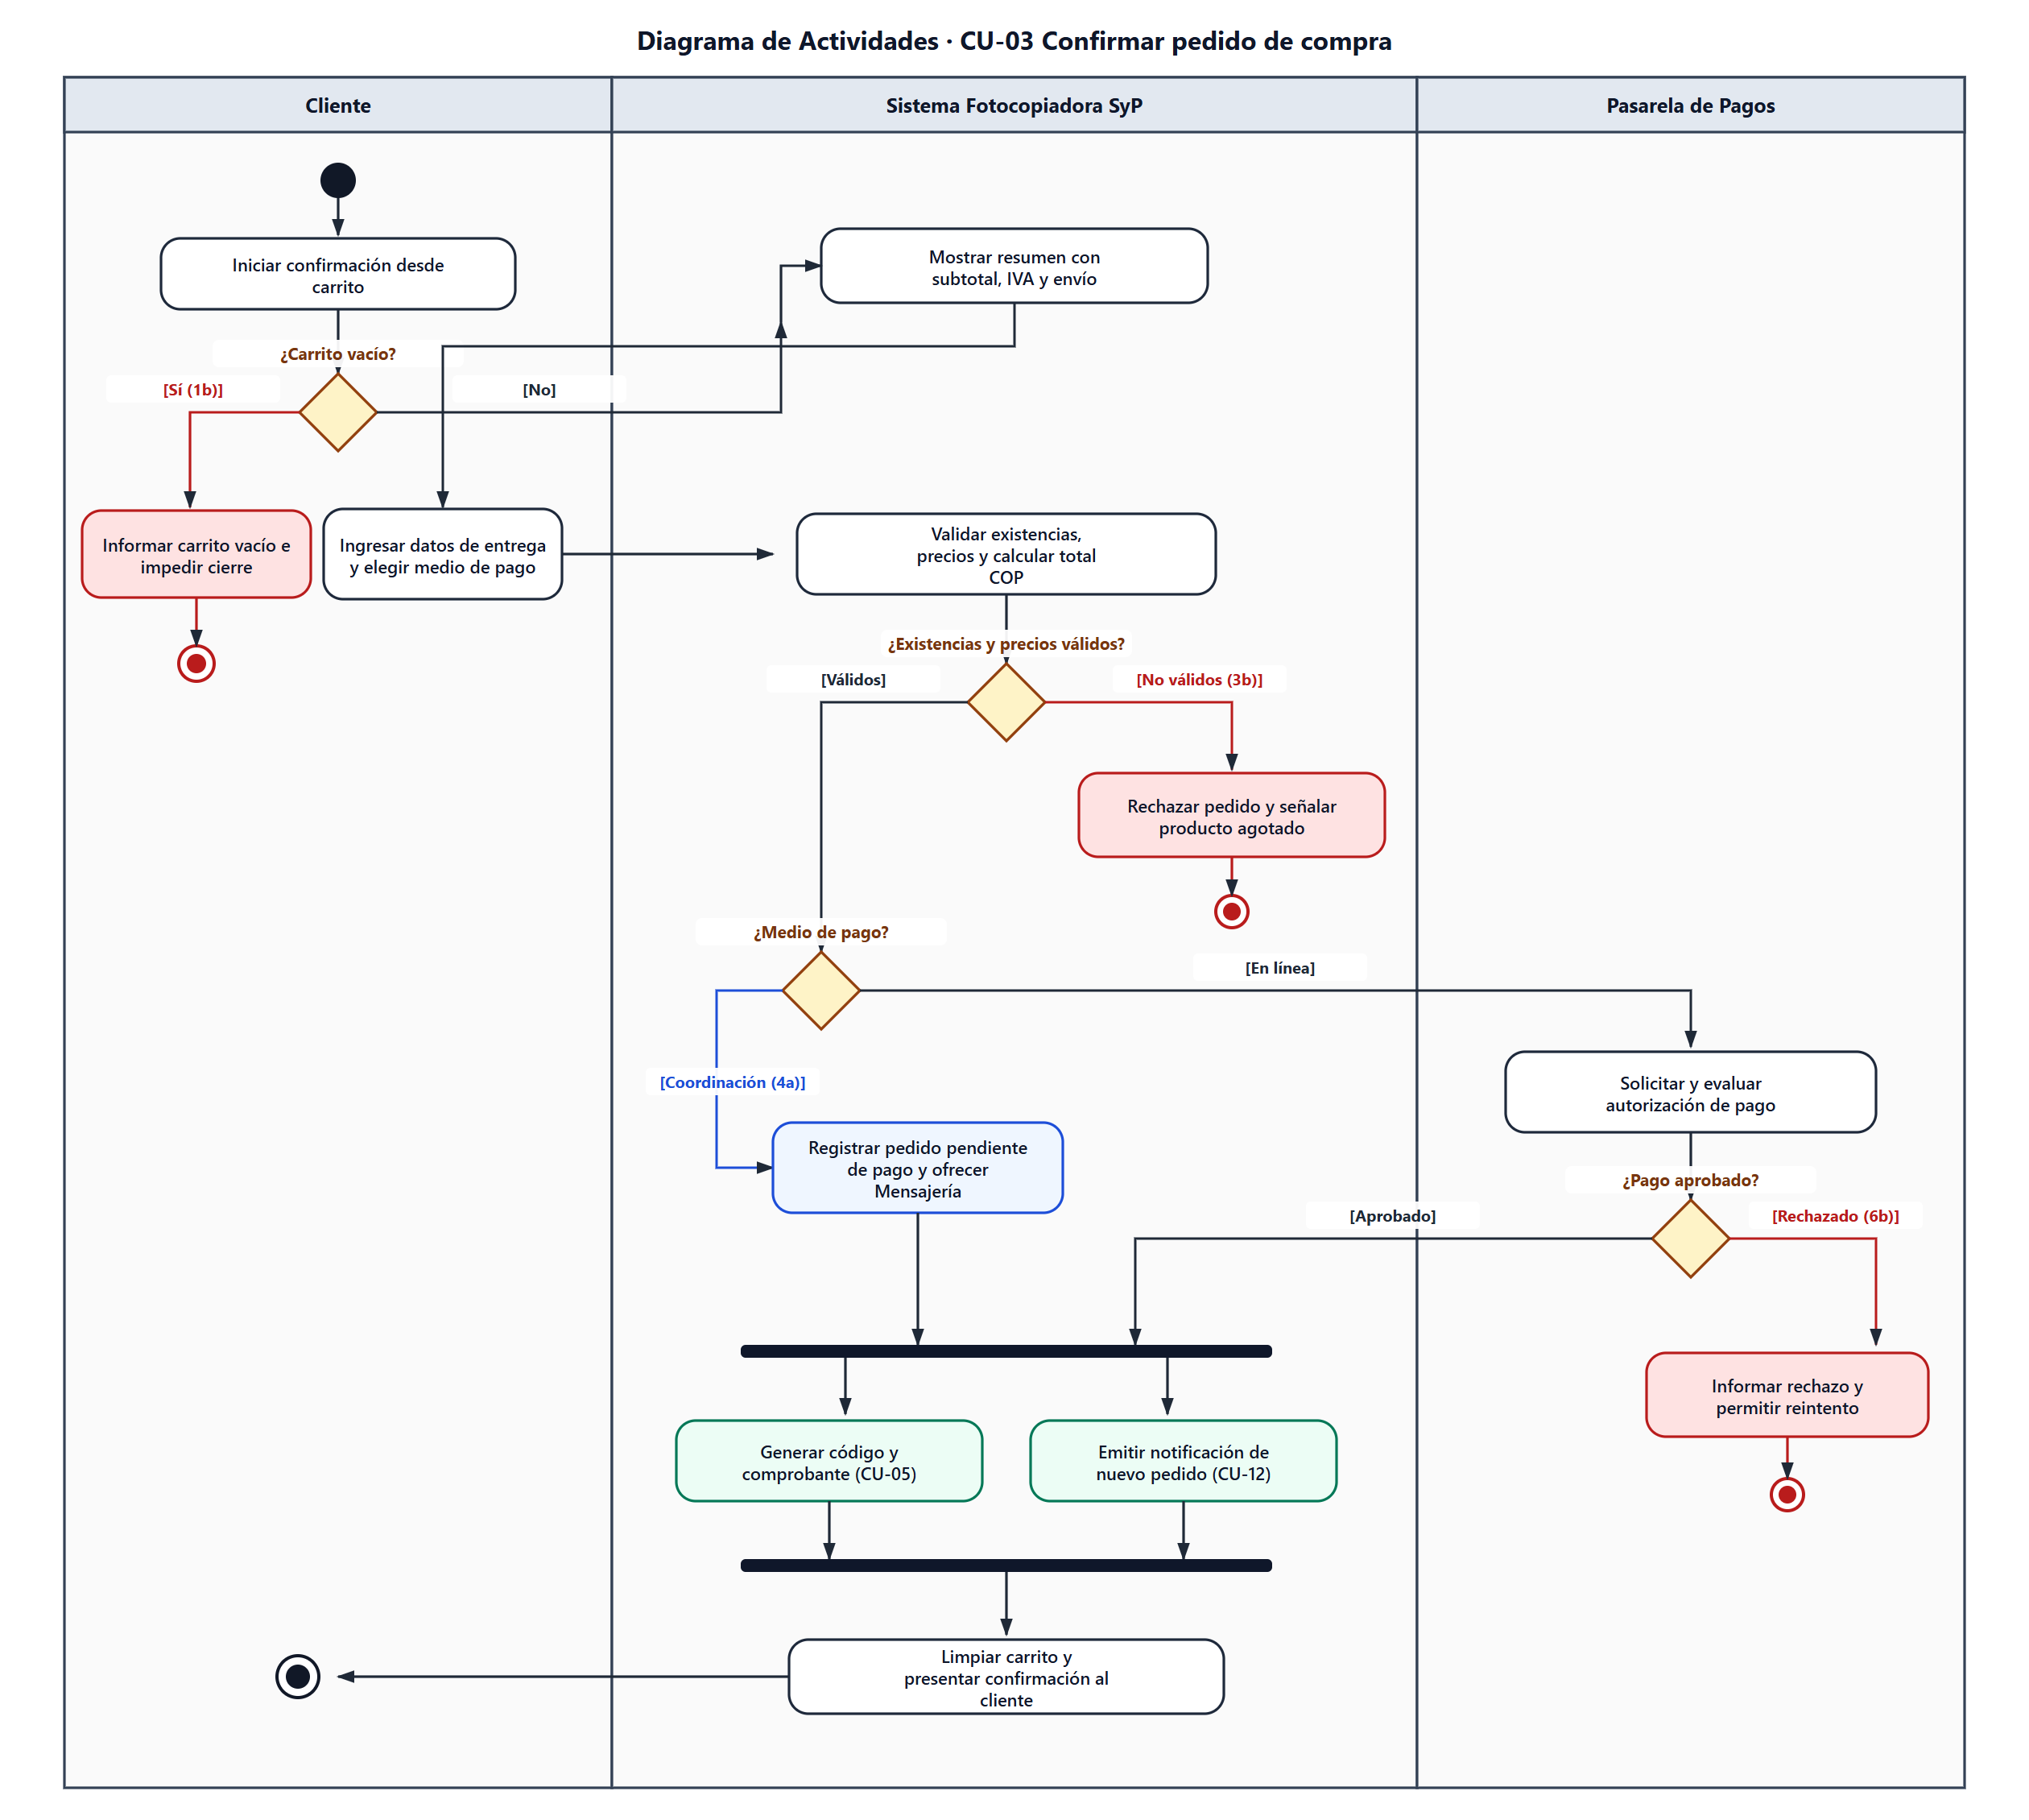 Diagrama de Actividades · CU-03 Confirmar pedido de compra
Cliente
Sistema Fotocopiadora SyP
Pasarela de Pagos
Iniciar confirmación desde
carrito
Mostrar resumen con
subtotal, IVA y envío
¿Carrito vacío?
[Sí (1b)]
[No]
Informar carrito vacío e
impedir cierre
Ingresar datos de entrega
y elegir medio de pago
Validar existencias,
precios y calcular total
COP
¿Existencias y precios válidos?
[Válidos]
[No válidos (3b)]
Rechazar pedido y señalar
producto agotado
¿Medio de pago?
[En línea]
[Coordinación (4a)]
Solicitar y evaluar
autorización de pago
Registrar pedido pendiente
de pago y ofrecer
Mensajería
¿Pago aprobado?
[Aprobado]
[Rechazado (6b)]
Informar rechazo y
permitir reintento
Generar código y
comprobante (CU-05)
Emitir notificación de
nuevo pedido (CU-12)
Limpiar carrito y
presentar confirmación al
cliente